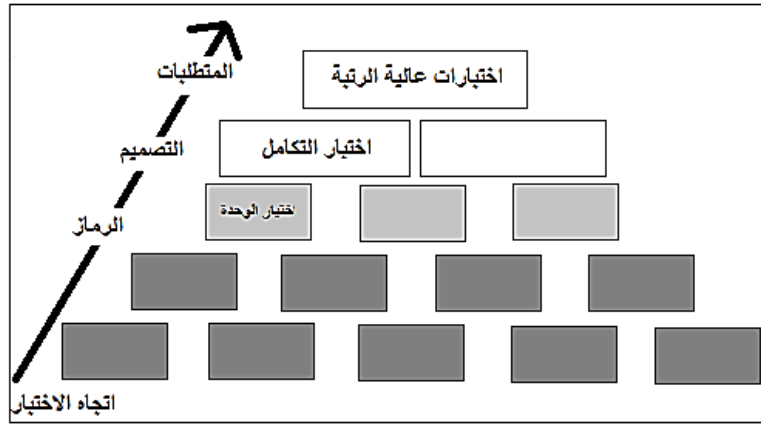 اختبارات عالية الرتبة
المتطلبات
اختبار التكامل
التصميم
اختبار الوحدة
الرماز
اتجاه الاختبار